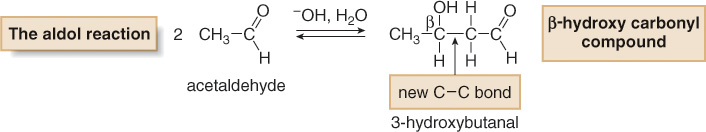 The aldol reaction
2 CH3–C
O
H
acetaldehyde
–OH, H2O
OH H O
β
CH3–C–C–C
H H H
new C–C bond
3-hydroxybutanal
β-hydroxy carbonyl
compound